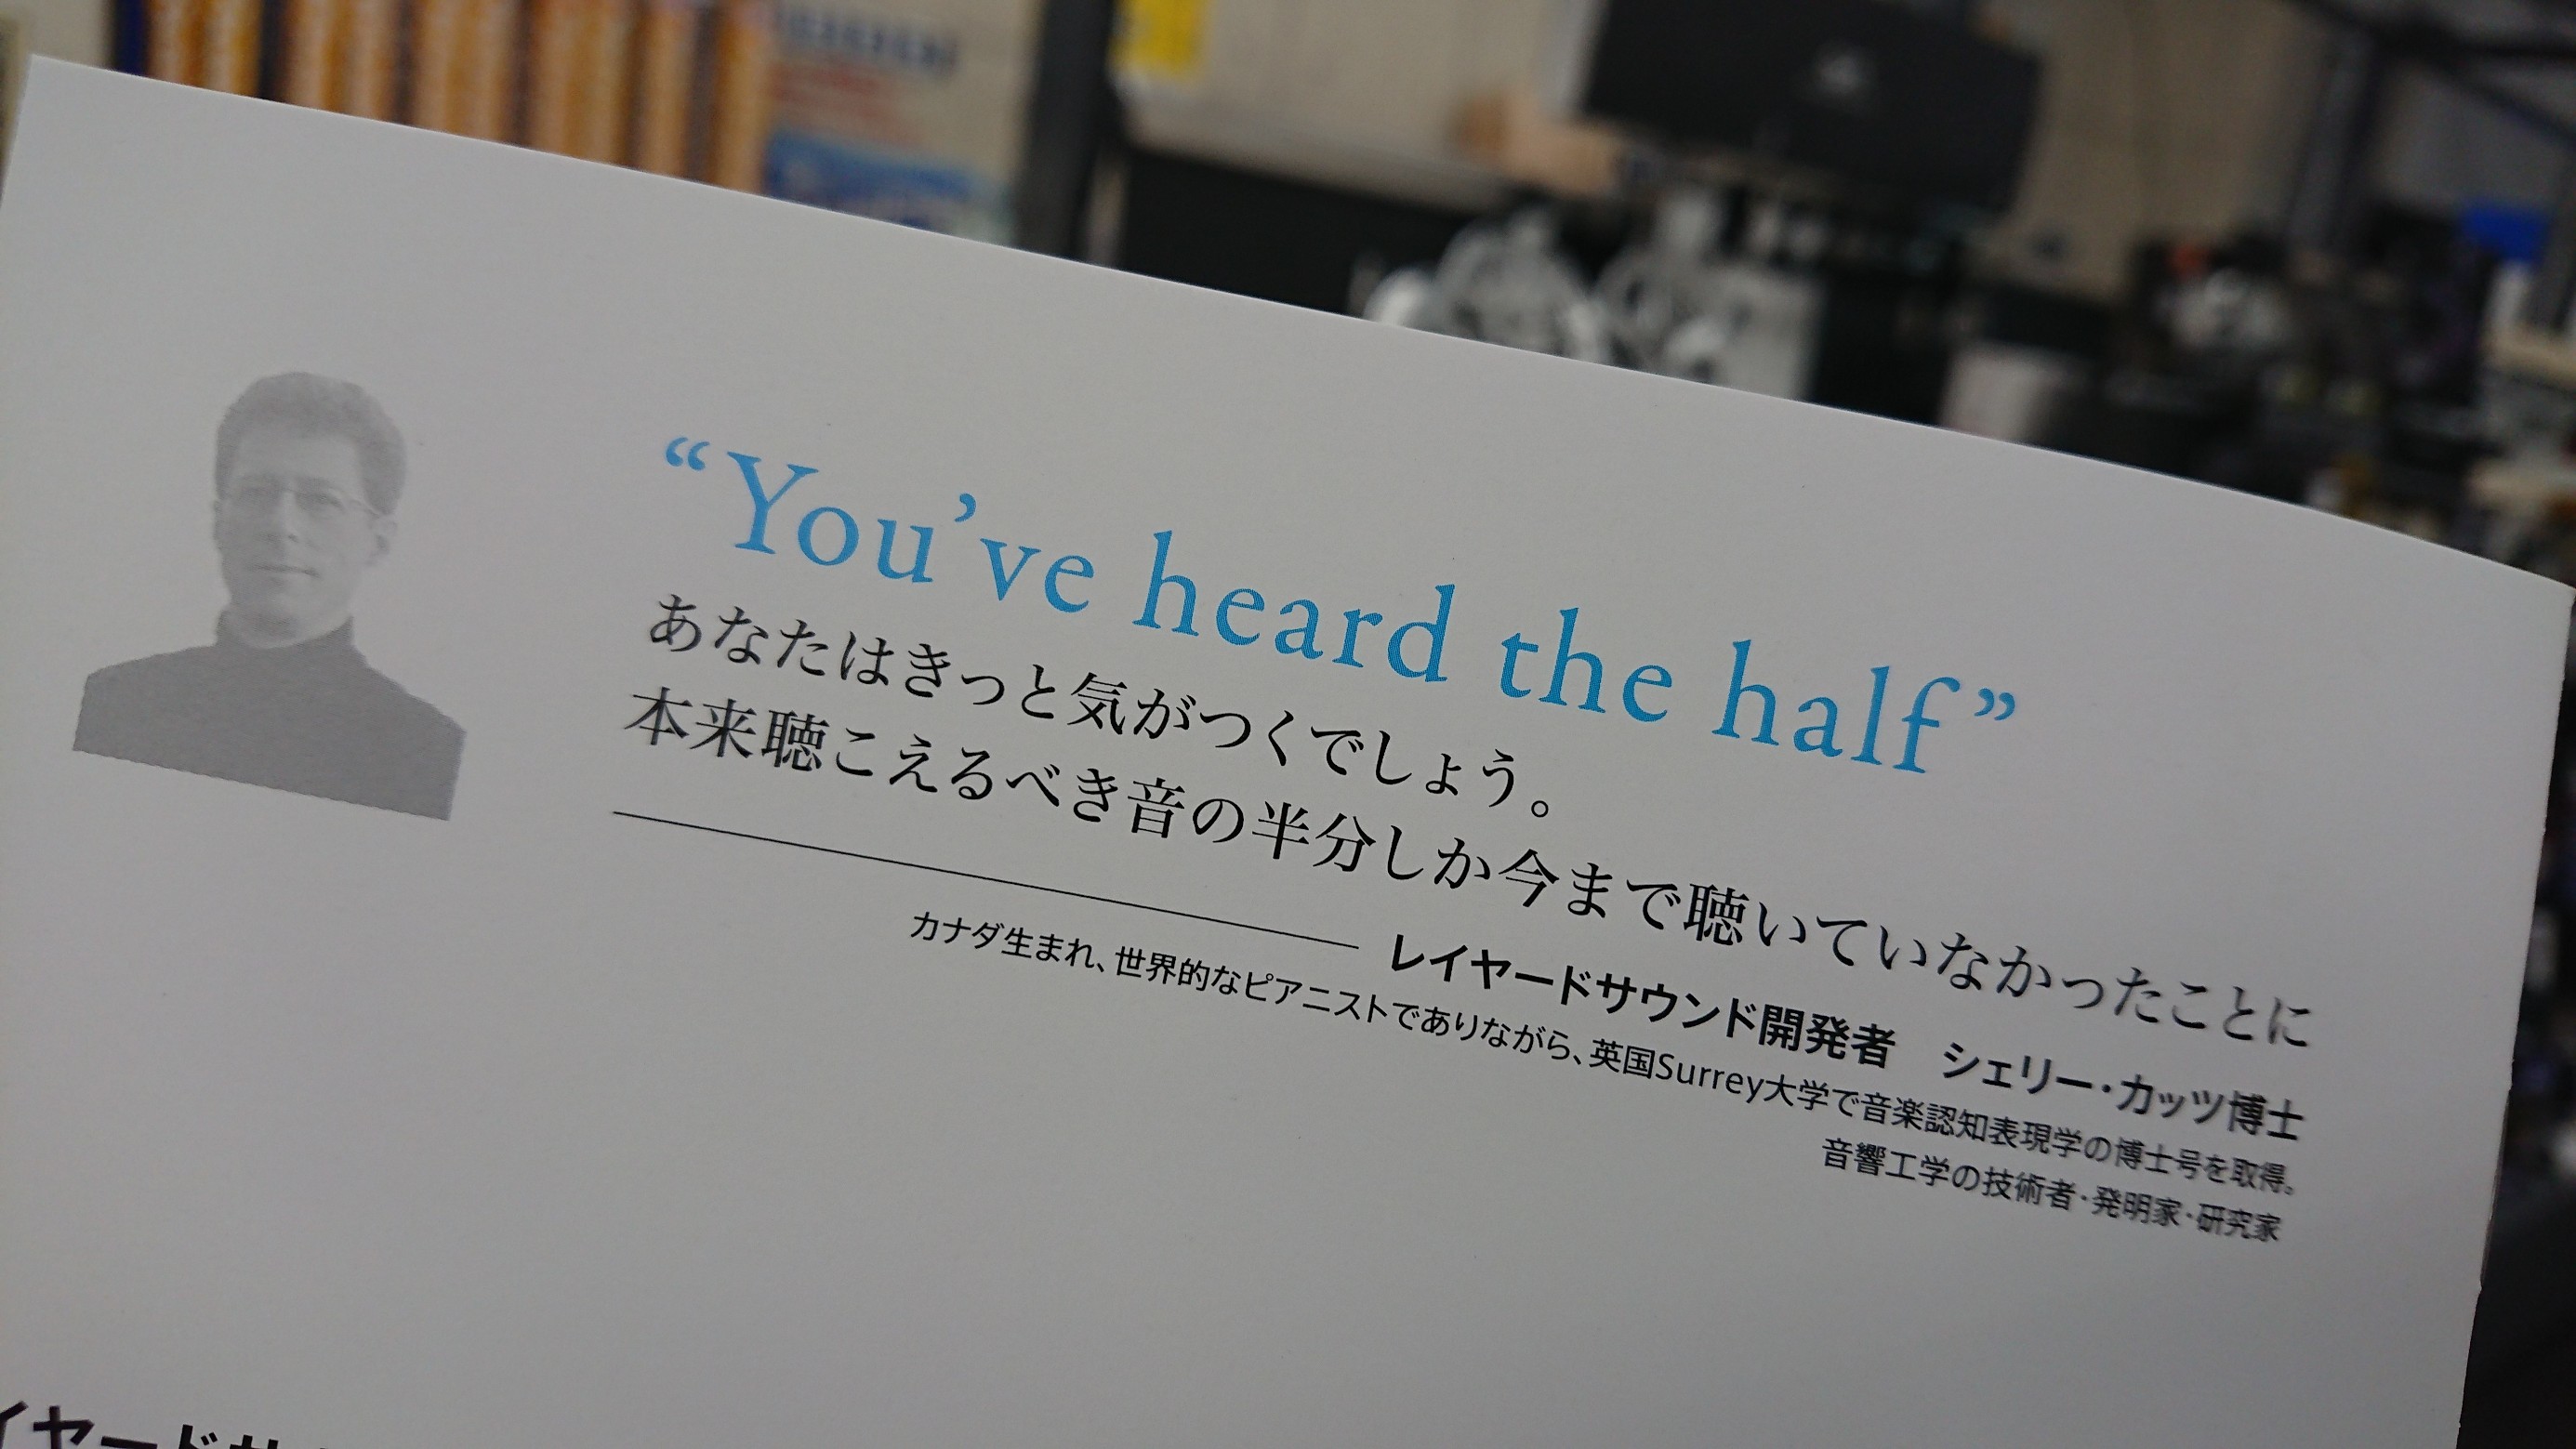 “You’ve heard the half”
あなたはきっと気がつくでしょう。
本来聴こえるべき音の半分しか今まで聴いていなかったことに
レイヤードサウンド開発者　シェリー・カッツ博士
カナダ生まれ、世界的なピアニストでありながら、英国Surrey大学で音楽認知表現学の博士号を取得。
音響工学の技術者・発明家・研究家
イヤードサ